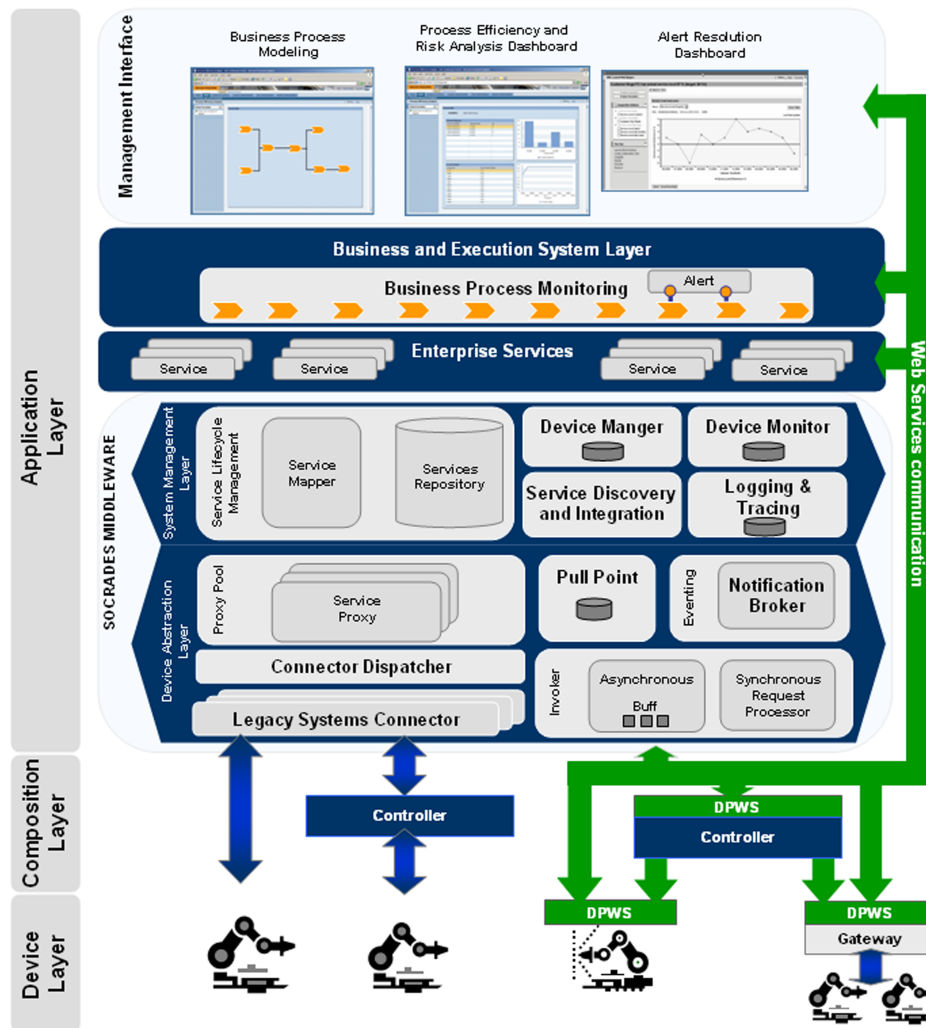 Management Interface
Business Process
Modeling
Process Efficiency and
Risk Analysis Dashboard
Alert Resolution
Dashboard
Application
Layer
Business and Execution System Layer
Business Process Monitoring
Alert
Enterprise Services
Service
Service
Service
Service
Web Services communication
SOCRADES MIDDLEWARE
System Management
Layer
Service Lifecycle
Management
Service
Mapper
Services
Repository
Device Manger
Device Monitor
Service Discovery
and Integration
Logging &
Tracing
Device Abstraction
Layer
Proxy Pool
Service
Proxy
Pull Point
Eventing
Notification
Broker
Connector Dispatcher
Legacy Systems Connector
Invoker
Asynchronous
Buff
Synchronous
Request
Processor
Composition
Layer
Controller
DPWS
Controller
Device
Layer
DPWS
DPWS
Gateway